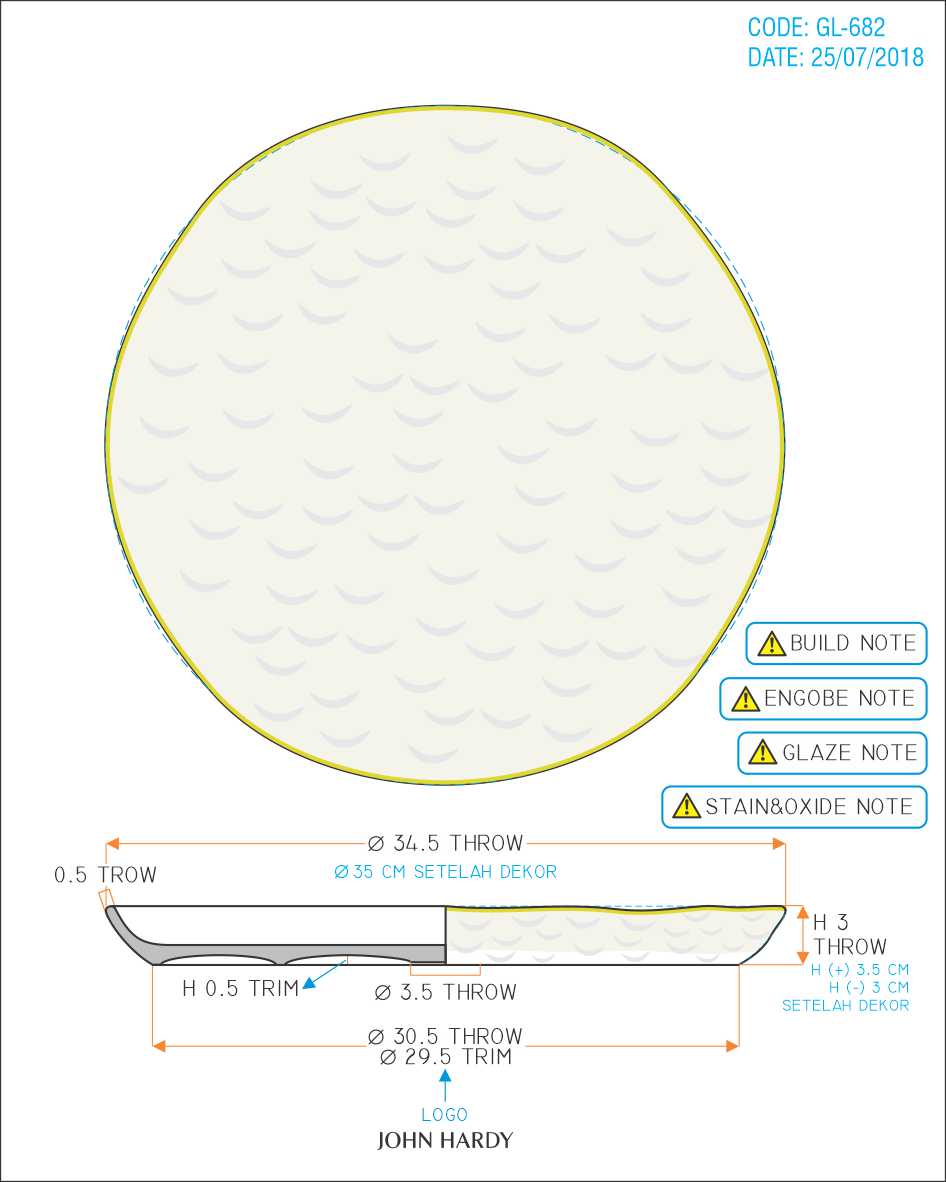 CODE: GL-682
DATE: 25/07/2018
BUILD NOTE
ENGOBE NOTE
GLAZE NOTE
STAIN&OXIDE NOTE
Ø 34.5 THROW
0.5 TROW
Ø 35 CM SETELAH DEKOR
H 3
THROW
H (+) 3.5 CM
H (-) 3 CM
SETELAH DEKOR
H 0.5 TRIM
Ø 3.5 THROW
Ø 30.5 THROW
Ø 29.5 TRIM
LOGO
JOHN HARDY